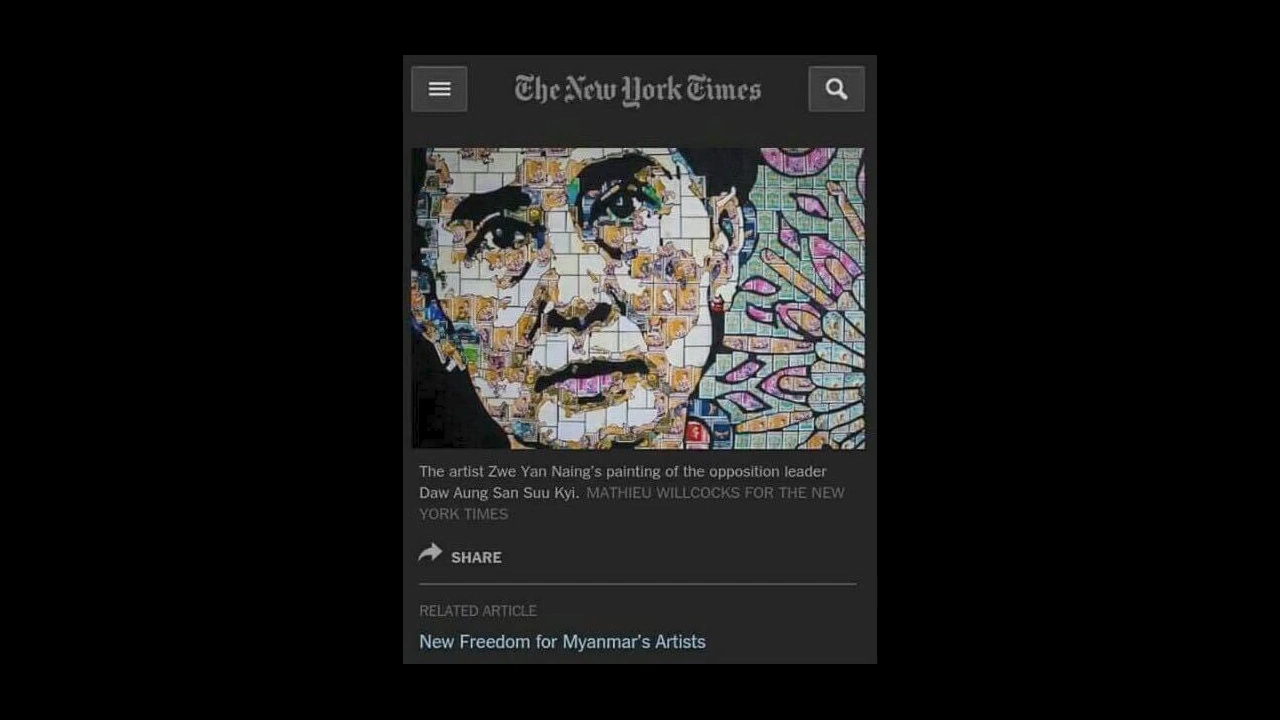 The New York Times
The artist Zwe Yan Naing's painting of the opposition leader
Daw Aung San Suu Kyi. MATHIEU WILLCOCKS FOR THE NEW
YORK TIMES
SHARE
RELATED ARTICLE
New Freedom for Myanmar's Artists